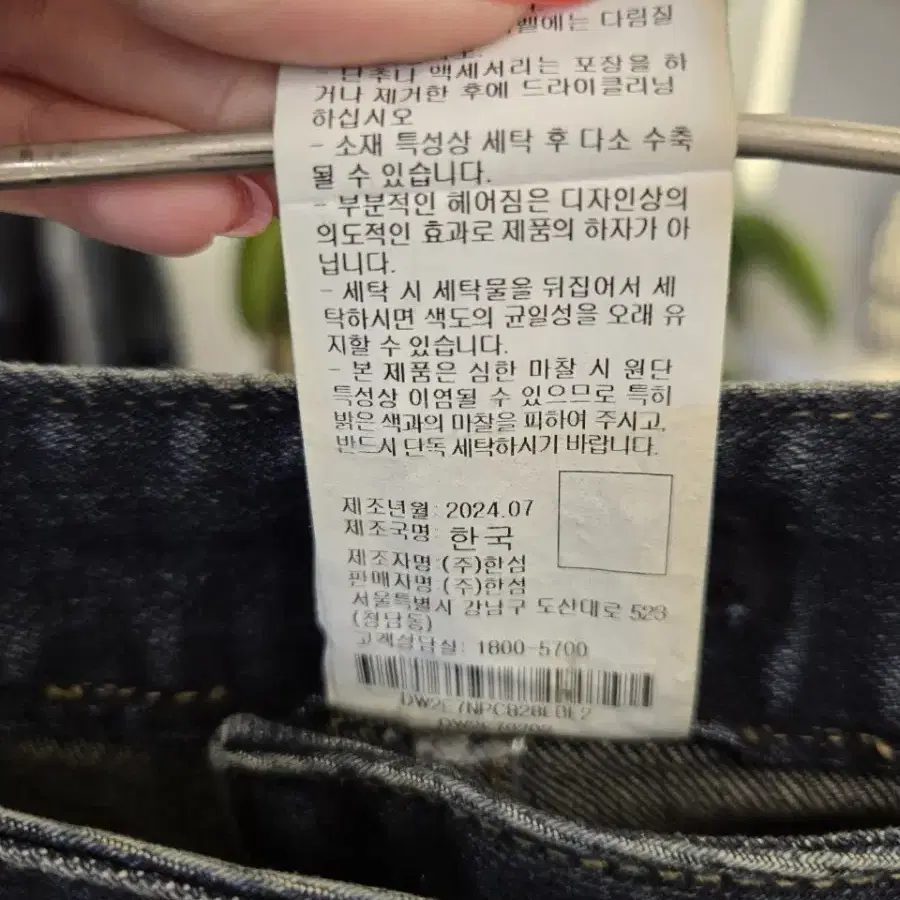 벨에는 다림질
- 단추나 액세서리는 포장을 하
거나 제거한 후에 드라이클리닝
하십시오
- 소재 특성상 세탁 후 다소 수축
될 수 있습니다.
- 부분적인 헤어짐은 디자인상의
의도적인 효과로 제품의 하자가 아
닙니다.
- 세탁 시 세탁물을 뒤집어서 세
탁하시면 색도의 균일성을 오래 유
지할 수 있습니다.
- 본 제품은 심한 마찰 시 원단
특성상 이염될 수 있으므로 특히
밝은 색과의 마찰을 피하여 주시고,
반드시 단독 세탁하시기 바랍니다.
제조년월: 2024.07
제조국명: 한국
제조자명:(주)한섬
판매자명:(주)한섬
서울특별시 강남구 도산대로 523
(청담동)
고객상담실: 1800-5700